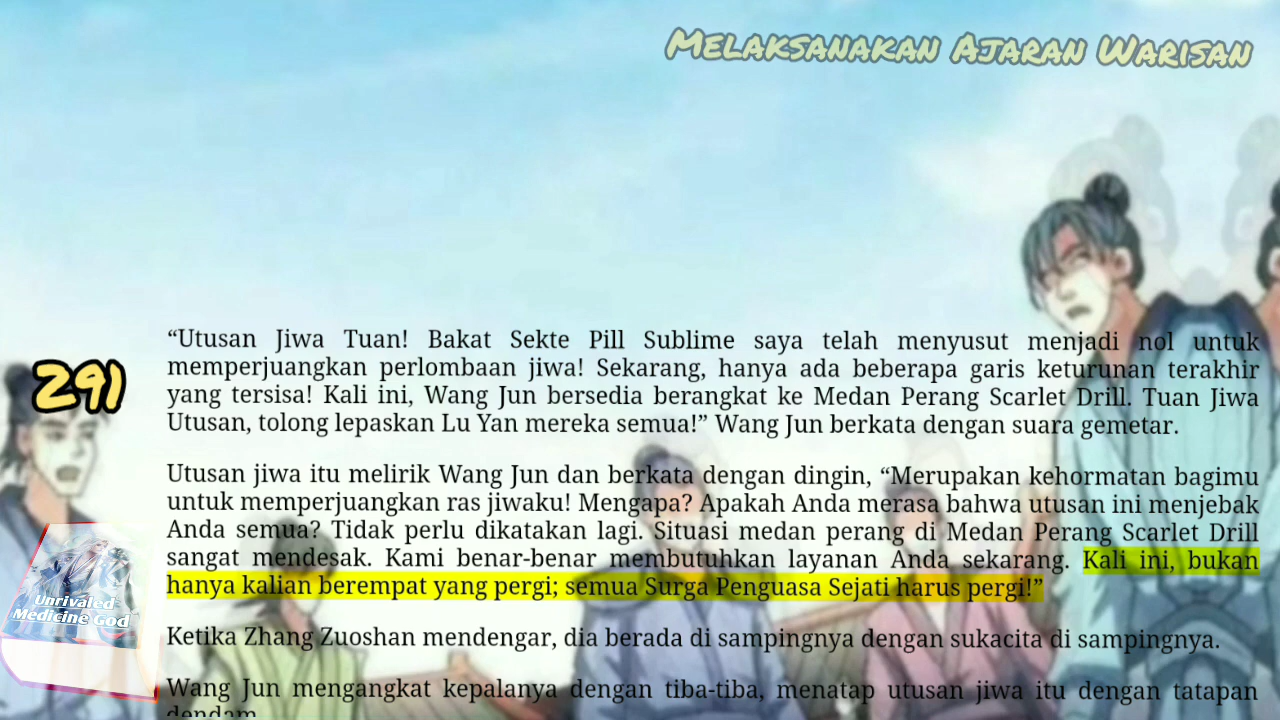 Melaksanakan Ajaran Warisan
“Utusan Jiwa Tuan! Bakat Sekte Pill Sublime saya telah menyusut menjadi nol untuk
memperjuangkan perlombaan jiwa! Sekarang, hanya ada beberapa garis keturunan terakhir
291
yang tersisa! Kali ini, Wang Jun bersedia berangkat ke Medan Perang Scarlet Drill. Tuan Jiwa
Utusan, tolong lepaskan Lu Yan mereka semua!” Wang Jun berkata dengan suara gemetar.
Utusan jiwa itu melirik Wang Jun dan berkata dengan dingin, “Merupakan kehormatan bagimu
untuk memperjuangkan ras jiwaku! Mengapa? Apakah Anda merasa bahwa utusan ini menjebak
Anda semua? Tidak perlu dikatakan lagi. Situasi medan perang di Medan Perang Scarlet Drill
sangat mendesak. Kami benar-benar membutuhkan layanan Anda sekarang. Kali ini, bukan
hanya kalian berempat yang pergi; semua Surga Penguasa Sejati harus pergi!”
Unrivaled
Medicine God
Ketika Zhang Zuoshan mendengar, dia berada di sampingnya dengan sukacita di sampingnya.
Wang Jun mengangkat kepalanya dengan tiba-tiba, menatap utusan jiwa itu dengan tatapan
dendam